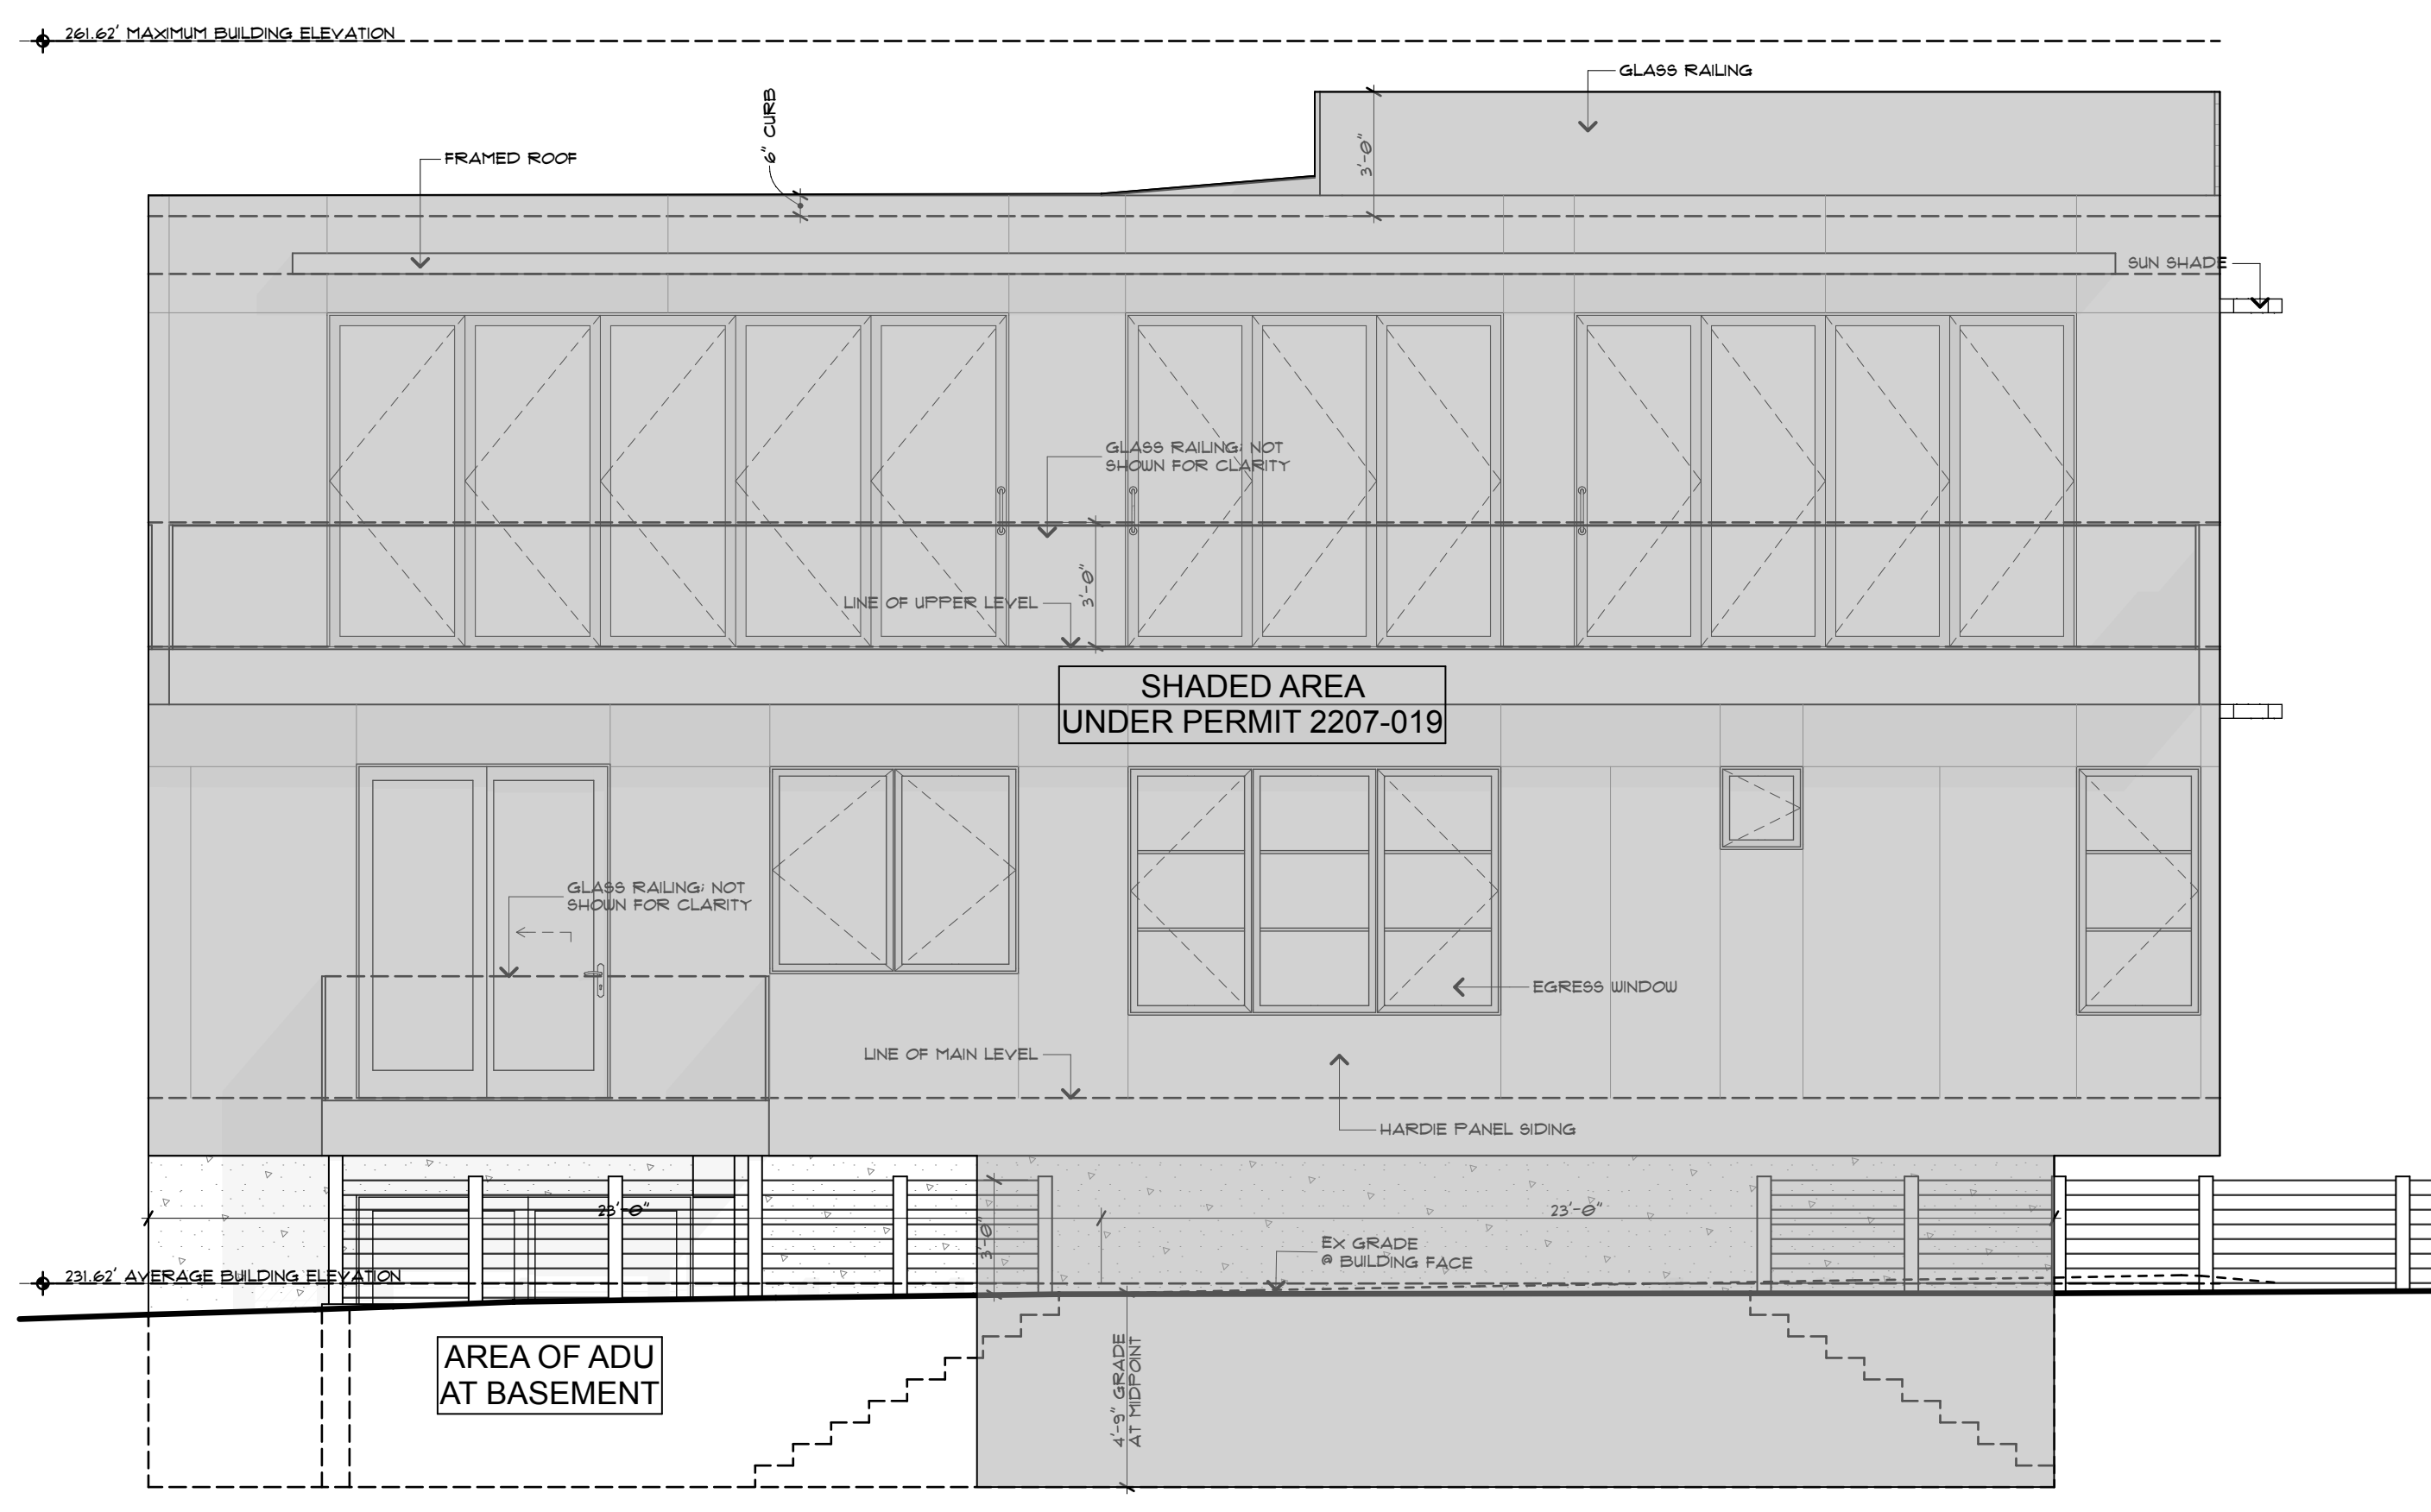 261.62' MAXIMUM BUILDING ELEVATION
GLASS RAILING
6" CURB
FRAMED ROOF
3'-0"
SUN SHADE
GLASS RAILING; NOT
SHOWN FOR CLARITY
3'-0"
LINE OF UPPER LEVEL
SHADED AREA
UNDER PERMIT 2207-019
GLASS RAILING; NOT
SHOWN FOR CLARITY
EGRESS WINDOW
LINE OF MAIN LEVEL
HARDIE PANEL SIDING
23'-0"
23'-0"
3'-0"
EX GRADE
@ BUILDING FACE
231.62' AVERAGE BUILDING ELEVATION
AREA OF ADU
AT BASEMENT
4'-9" GRADE
AT MIDPOINT